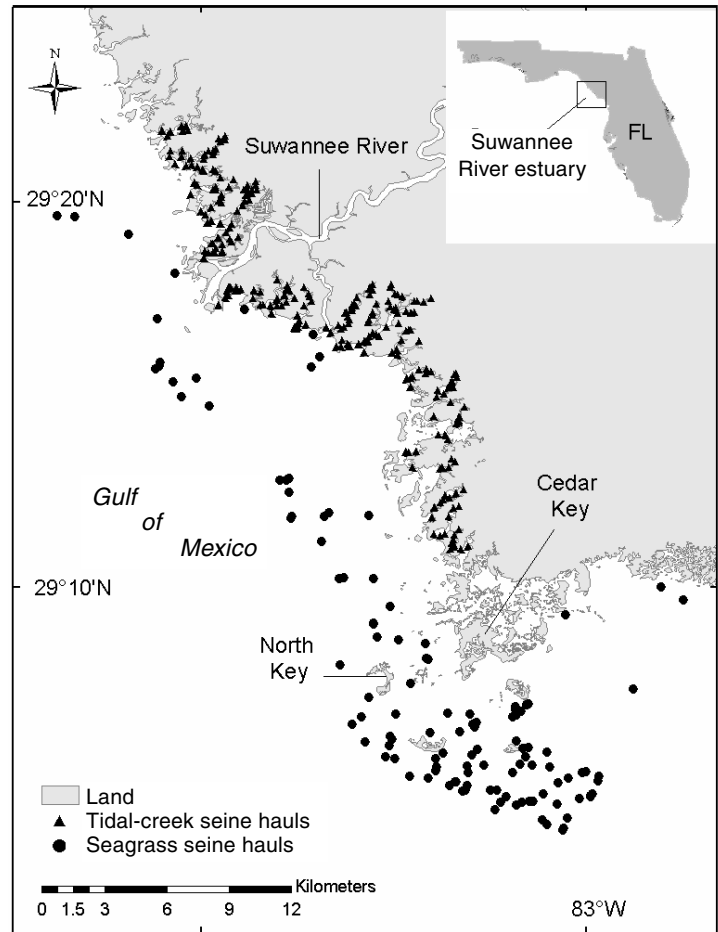 N
Suwannee River
FL
Suwannee
River estuary
29°20'N
Gulf
of
Mexico
Cedar
Key
29°10'N
North
Key
Land
Tidal-creek seine hauls
Seagrass seine hauls
Kilometers
0 1.5 3 6 9 12
83°W